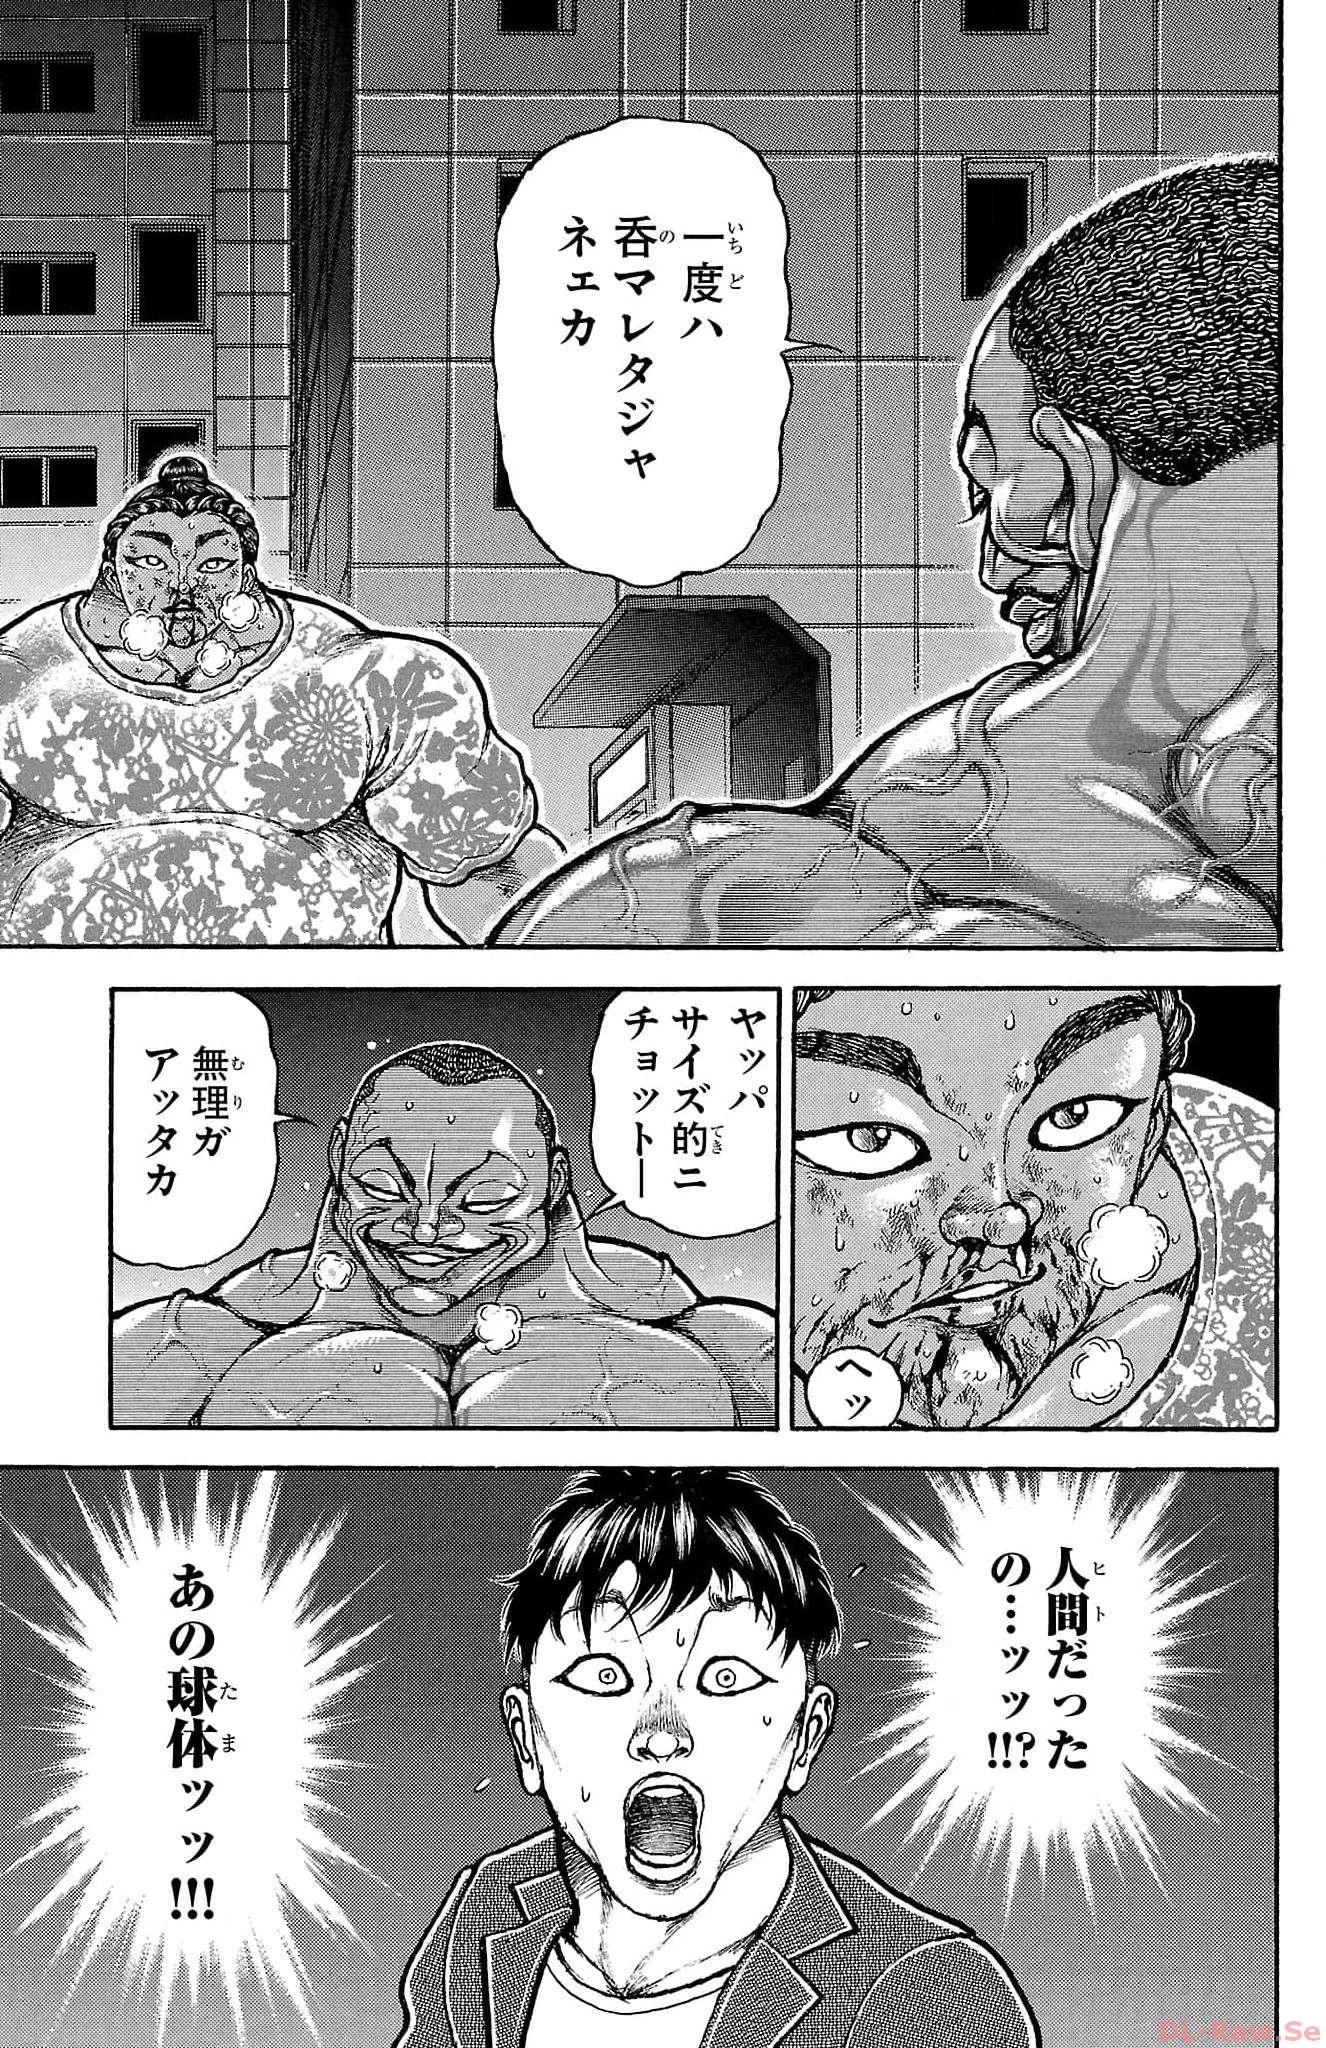 一度ハ
呑マレタジャ
ネェカ
ヘッ
ヤッパ
サイズ的ニ
チョット―
無理ガ
アッタカ
人間だった
の…ッッ!!?
あの球体ッッ!!!
DL-Raw.Se